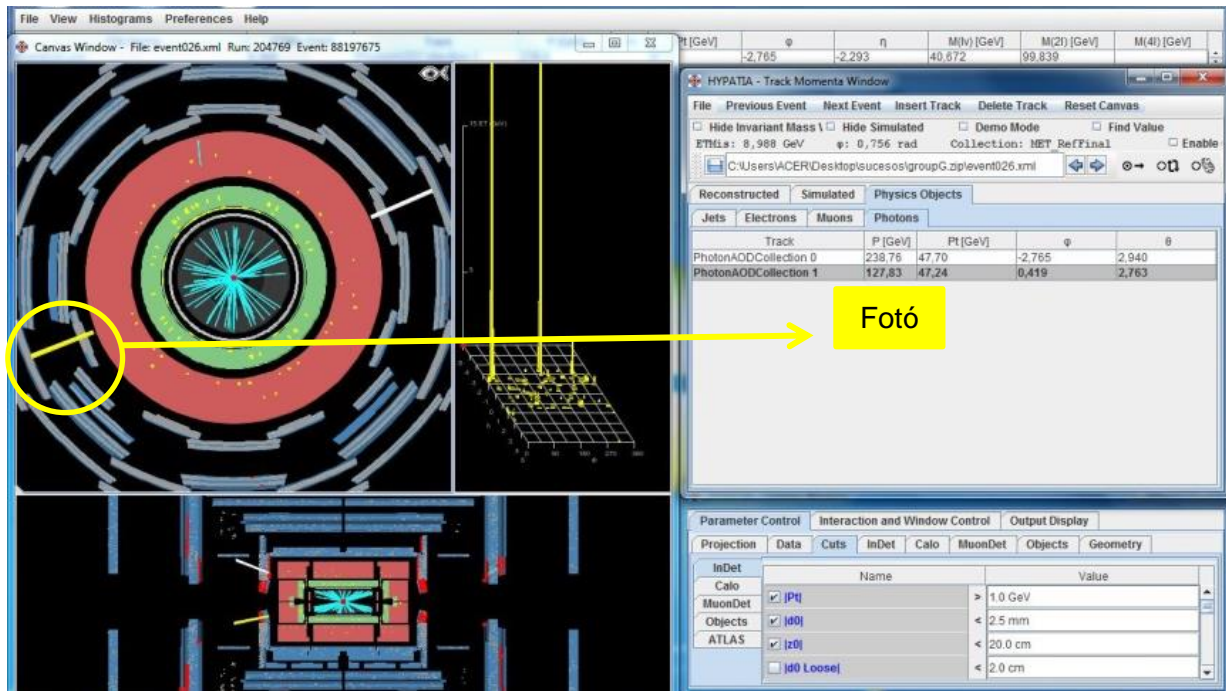 File View Histograms Preferences Help
Canvas Window - File: event026.xml Run: 204769 Event: 88197675
Pt [GeV] φ η M(lv) [GeV] M(2l) [GeV] M(4l) [GeV]
-2,765 -2,293 40,672 99,839
HYPATIA - Track Momenta Window
File Previous Event Next Event Insert Track Delete Track Reset Canvas
Hide Invariant Mass Hide Simulated Demo Mode Find Value
ETMis: 8,988 GeV φ: 0,756 rad Collection: MET_RefFinal Enable
C:\Users\ACER\Desktop\sucesos\groupG.zip\event026.xml
Reconstructed Simulated Physics Objects
Jets Electrons Muons Photons
Track P [GeV] Pt [GeV] φ θ
PhotonAODCollection 0 238,76 47,70 -2,765 2,940
PhotonAODCollection 1 127,83 47,24 0,419 2,763
Fotó
Parameter Control Interaction and Window Control Output Display
Projection Data Cuts InDet Calo MuonDet Objects Geometry
InDet
Calo
MuonDet
Objects
ATLAS
Name Value
|Pt| > 1.0 GeV
|d0| < 2.5 mm
|z0| < 20.0 cm
|d0 Loose| < 2.0 cm